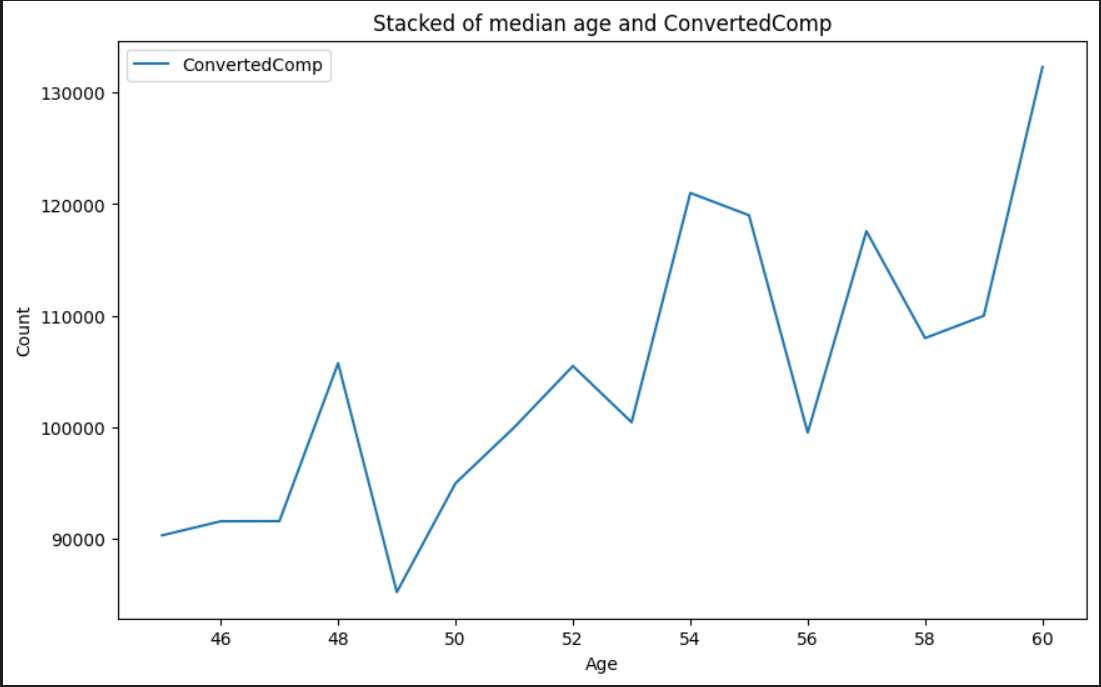 Stacked of median age and ConvertedComp
ConvertedComp
130000
120000
110000
100000
90000
Count
46 48 50 52 54 56 58 60
Age